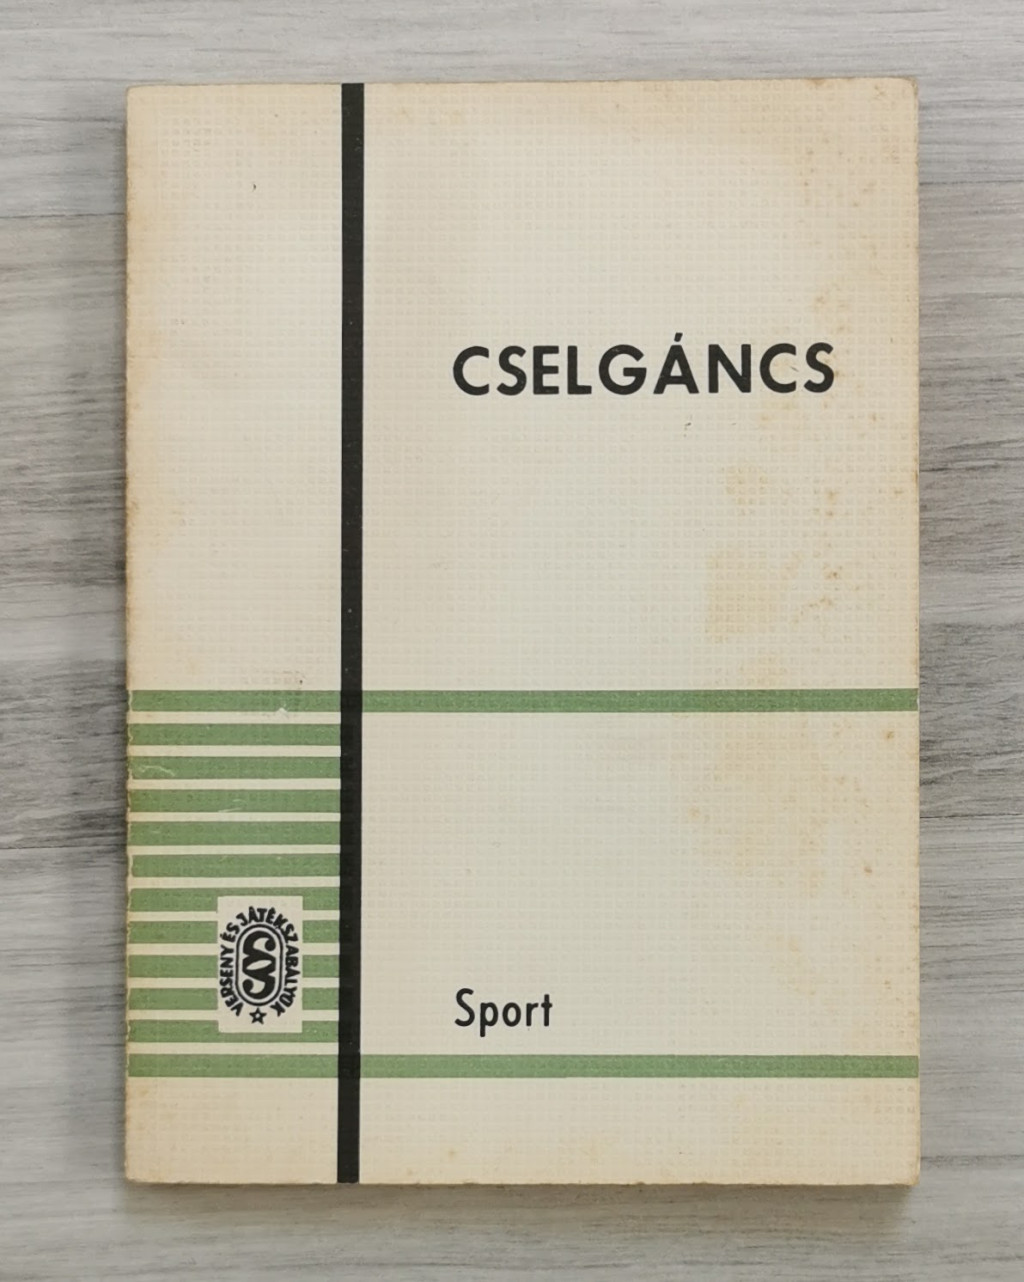 CSELGÁNCS
Sport
VERSENY ÉS JÁTÉKSZABÁLYOK